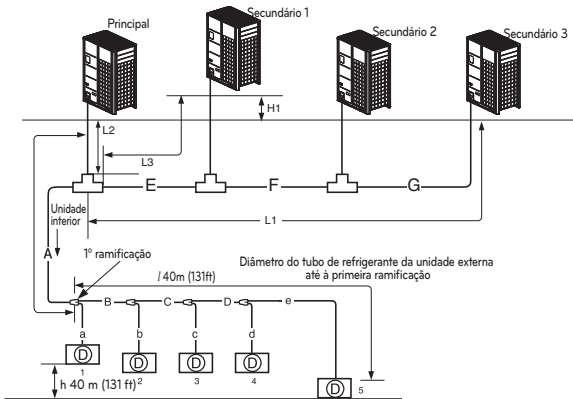 Principal
Secundário 1
Secundário 2
Secundário 3
L2
H1
L3
E
F
G
L1
Unidade
interior
A
1º ramificação
l 40m (131ft)
Diâmetro do tubo de refrigerante da unidade externa
até à primeira ramificação
B
C
D
e
a
b
c
d
D
D
D
D
D
1
2
3
4
5
h 40 m (131 ft)